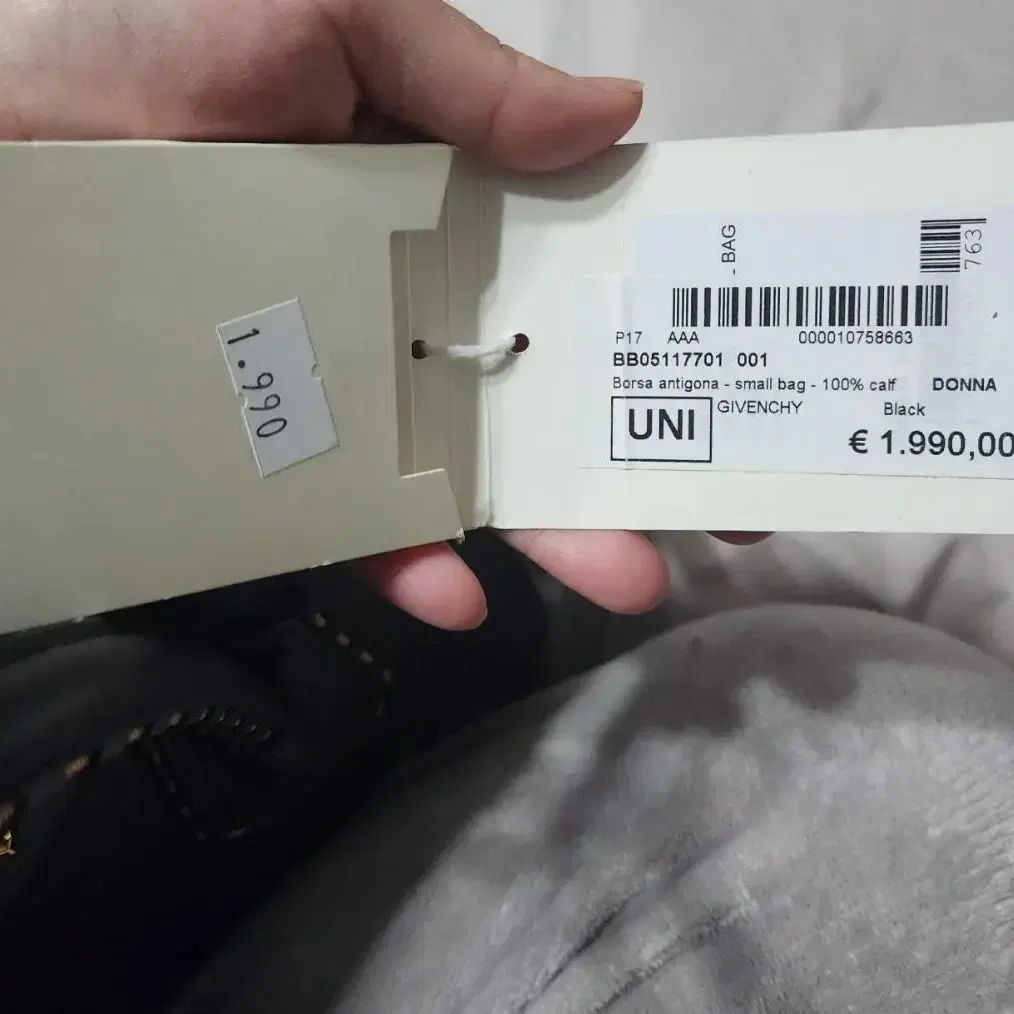 1.990
- BAG
763
P17 AAA 000010758663
BB05117701 001
Borsa antigona - small bag - 100% calf DONNA
UNI GIVENCHY Black
€ 1.990,00